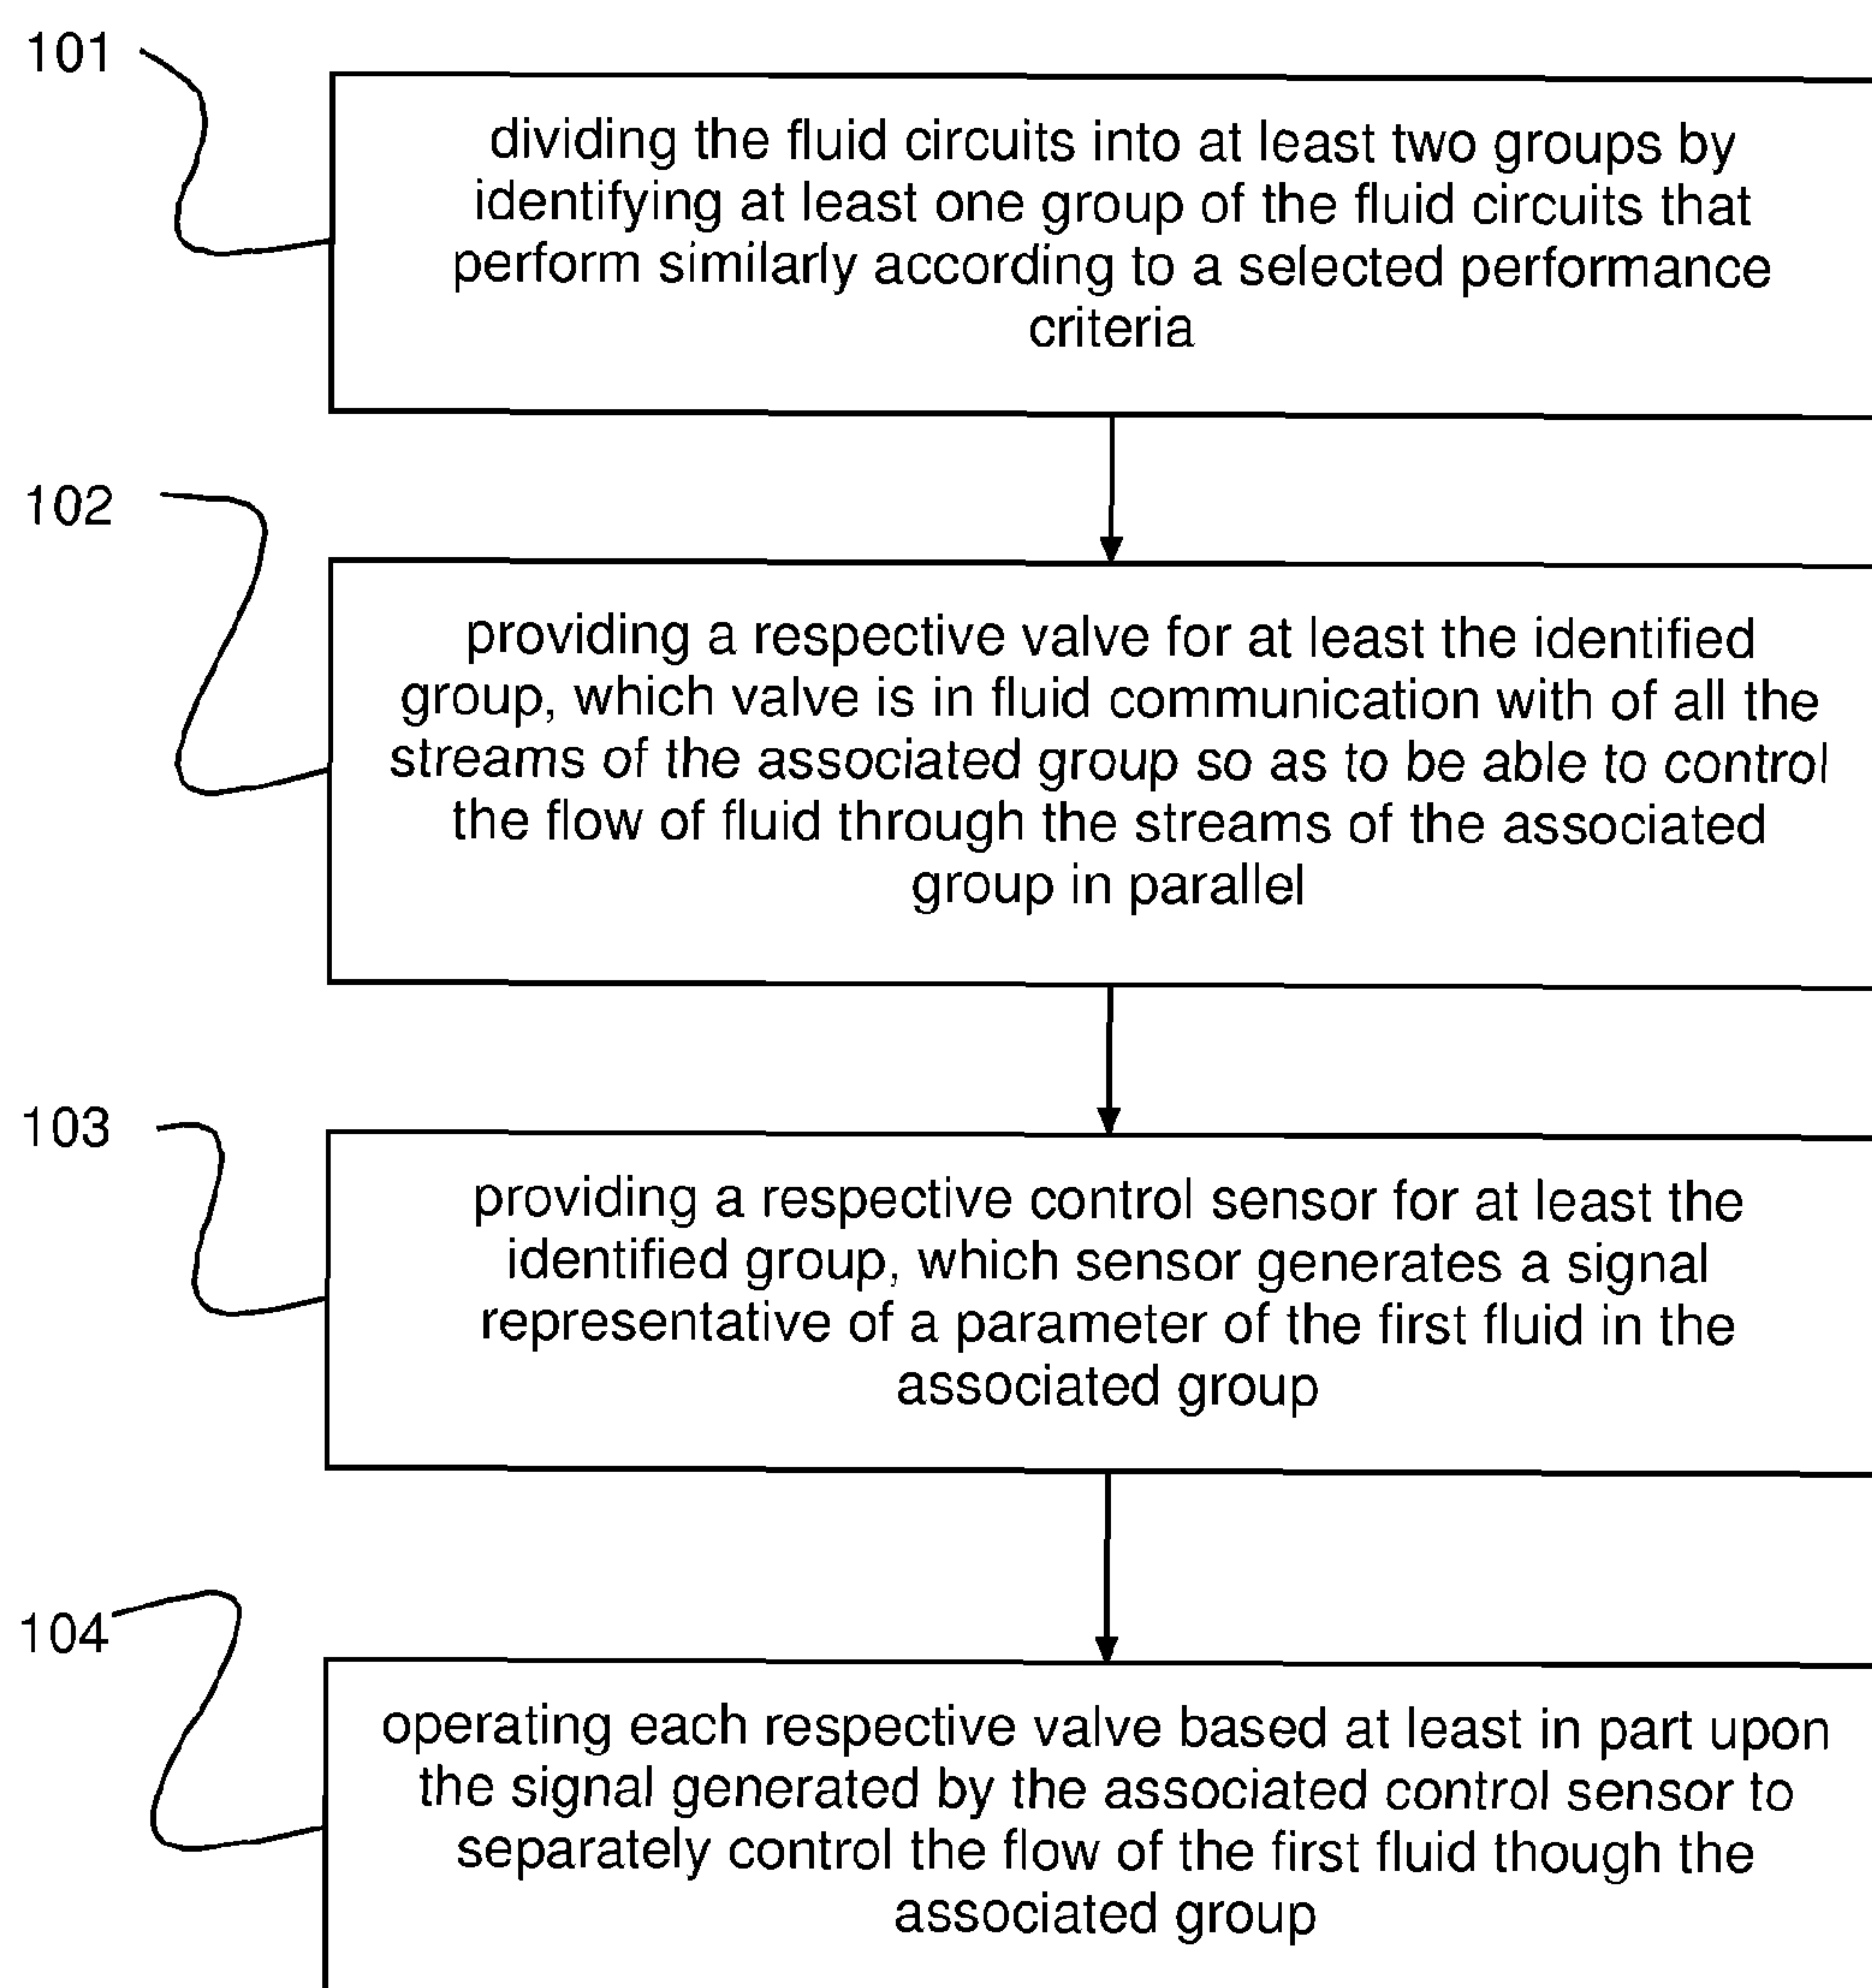 101
dividing the fluid circuits into at least two groups by
identifying at least one group of the fluid circuits that
perform similarly according to a selected performance
criteria
102
providing a respective valve for at least the identified
group, which valve is in fluid communication with of all the
streams of the associated group so as to be able to control
the flow of fluid through the streams of the associated
group in parallel
103
providing a respective control sensor for at least the
identified group, which sensor generates a signal
representative of a parameter of the first fluid in the
associated group
104
operating each respective valve based at least in part upon
the signal generated by the associated control sensor to
separately control the flow of the first fluid though the
associated group